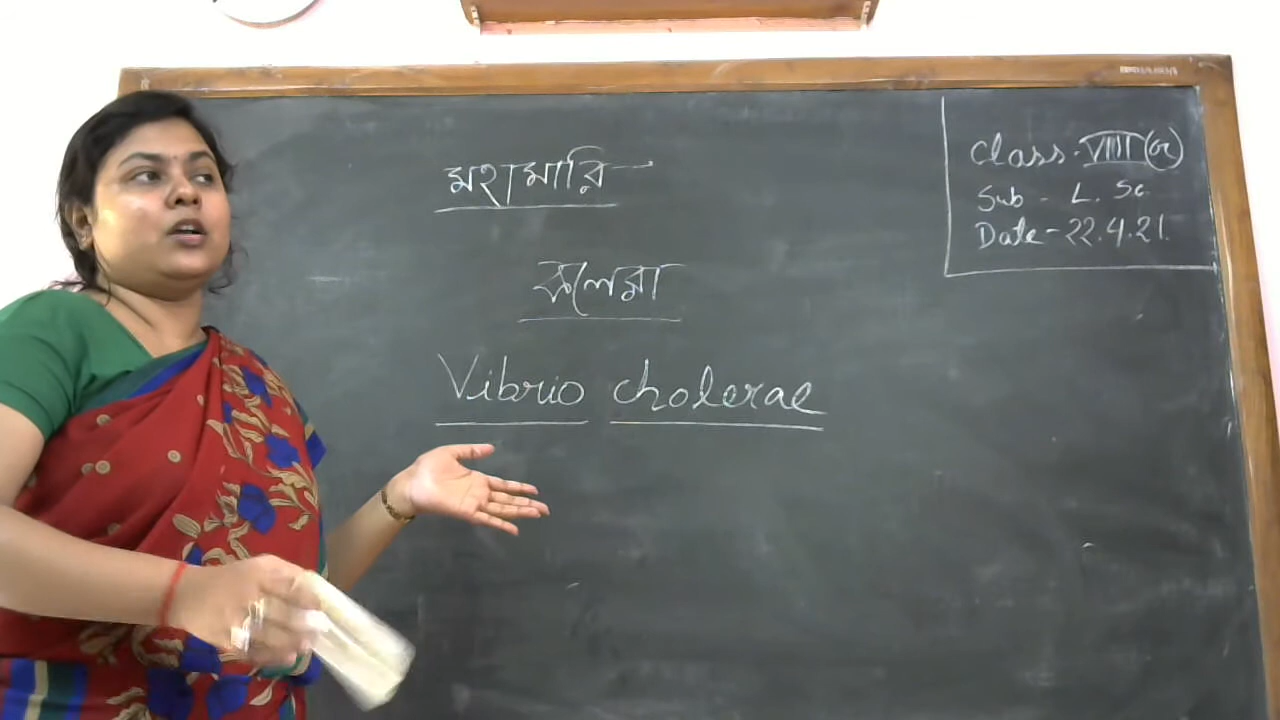 মহামারি
কলেরা
Vibrio cholerae
Class - VIII
Sub - L. Sc
Date - 22.4.21.